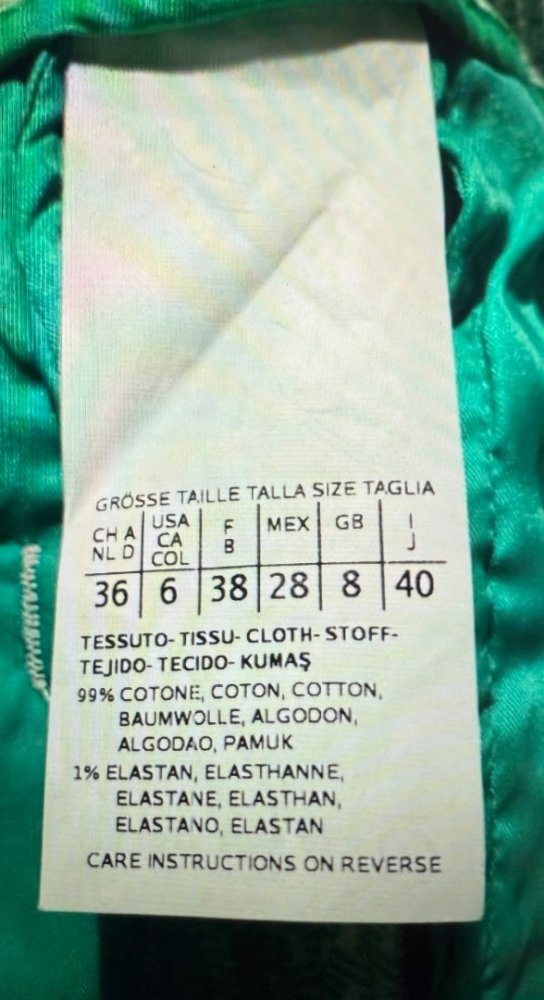 GRÖSSE TAILLE TALLA SIZE TAGLIA
CH A NL D | USA CA COL | F B | MEX | GB | I J
36 | 6 | 38 | 28 | 8 | 40
TESSUTO- TISSU- CLOTH- STOFF-
TEJIDO- TECIDO- KUMAŞ
99% COTONE, COTON, COTTON,
BAUMWOLLE, ALGODON,
ALGODAO, PAMUK
1% ELASTAN, ELASTHANNE,
ELASTANE, ELASTHAN,
ELASTANO, ELASTAN
CARE INSTRUCTIONS ON REVERSE